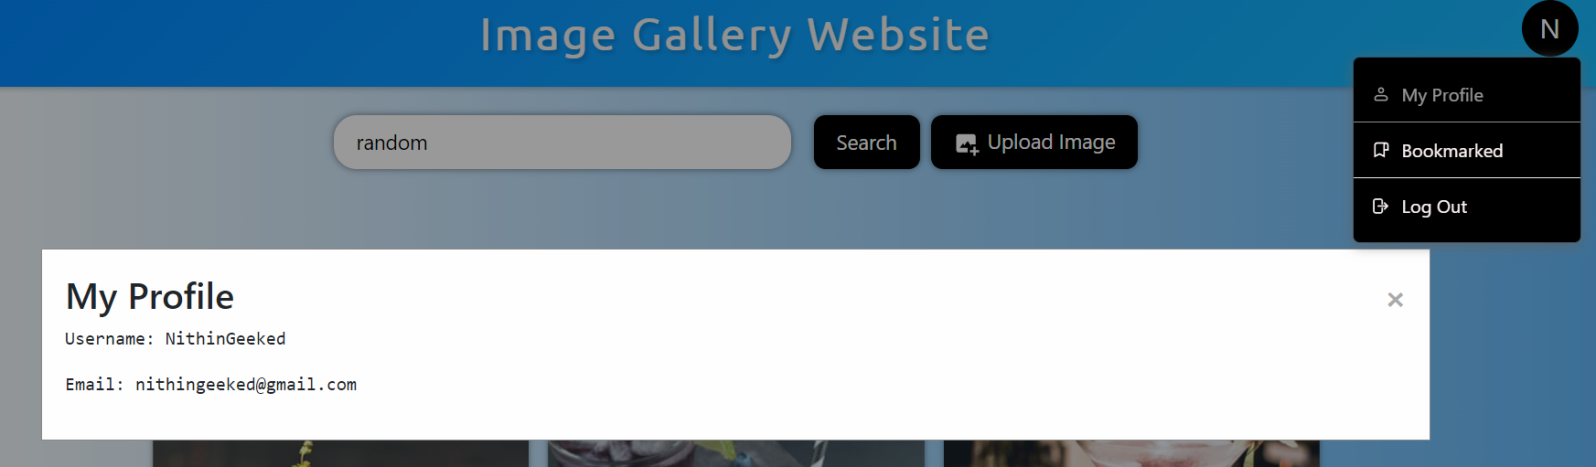 Image Gallery Website
N
random
Search
Upload Image
My Profile
Bookmarked
Log Out
My Profile
×
Username: NithinGeeked
Email: nithingeeked@gmail.com